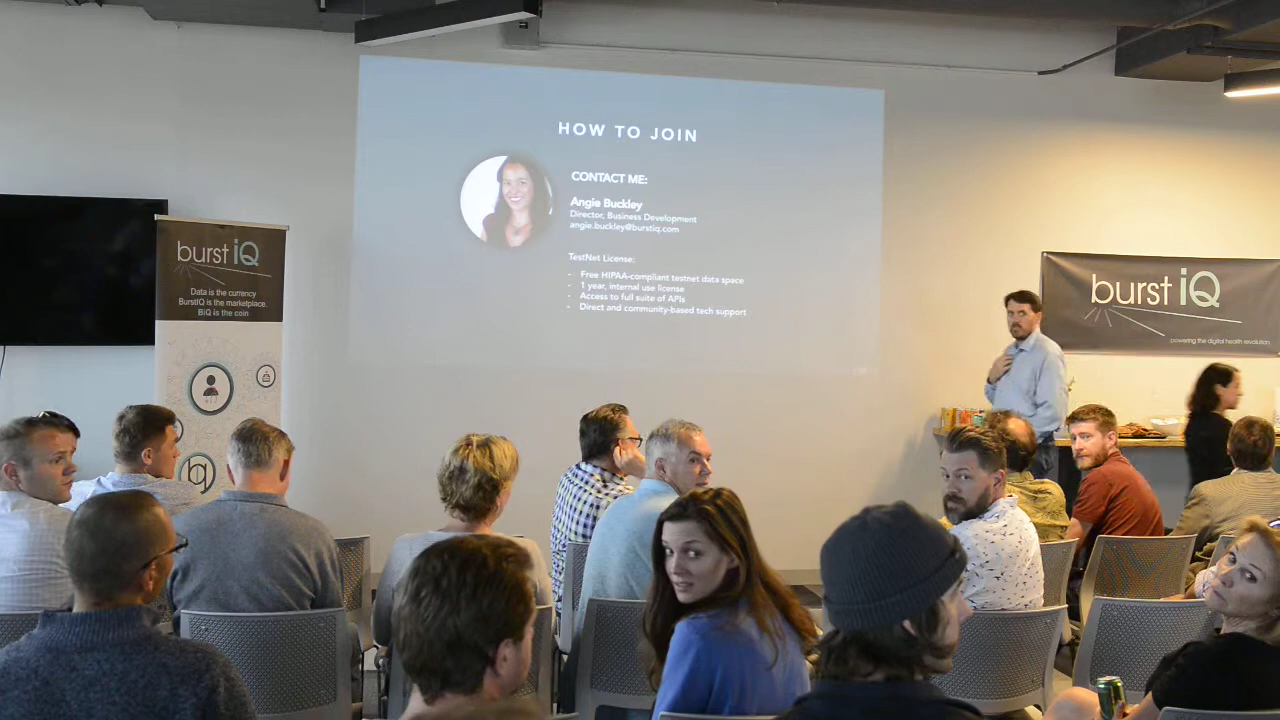 HOW TO JOIN
CONTACT ME:
Angie Buckley
Director, Business Development
angie.buckley@burstiq.com
TestNet License:
- Free HIPAA-compliant testnet data space
- 1 year, internal use license
- Access to full suite of APIs
- Direct and community-based tech support
burst iQ
Data is the currency
BurstIQ is the marketplace.
BiQ is the coin
bq
burst iQ
powering the digital health revolution